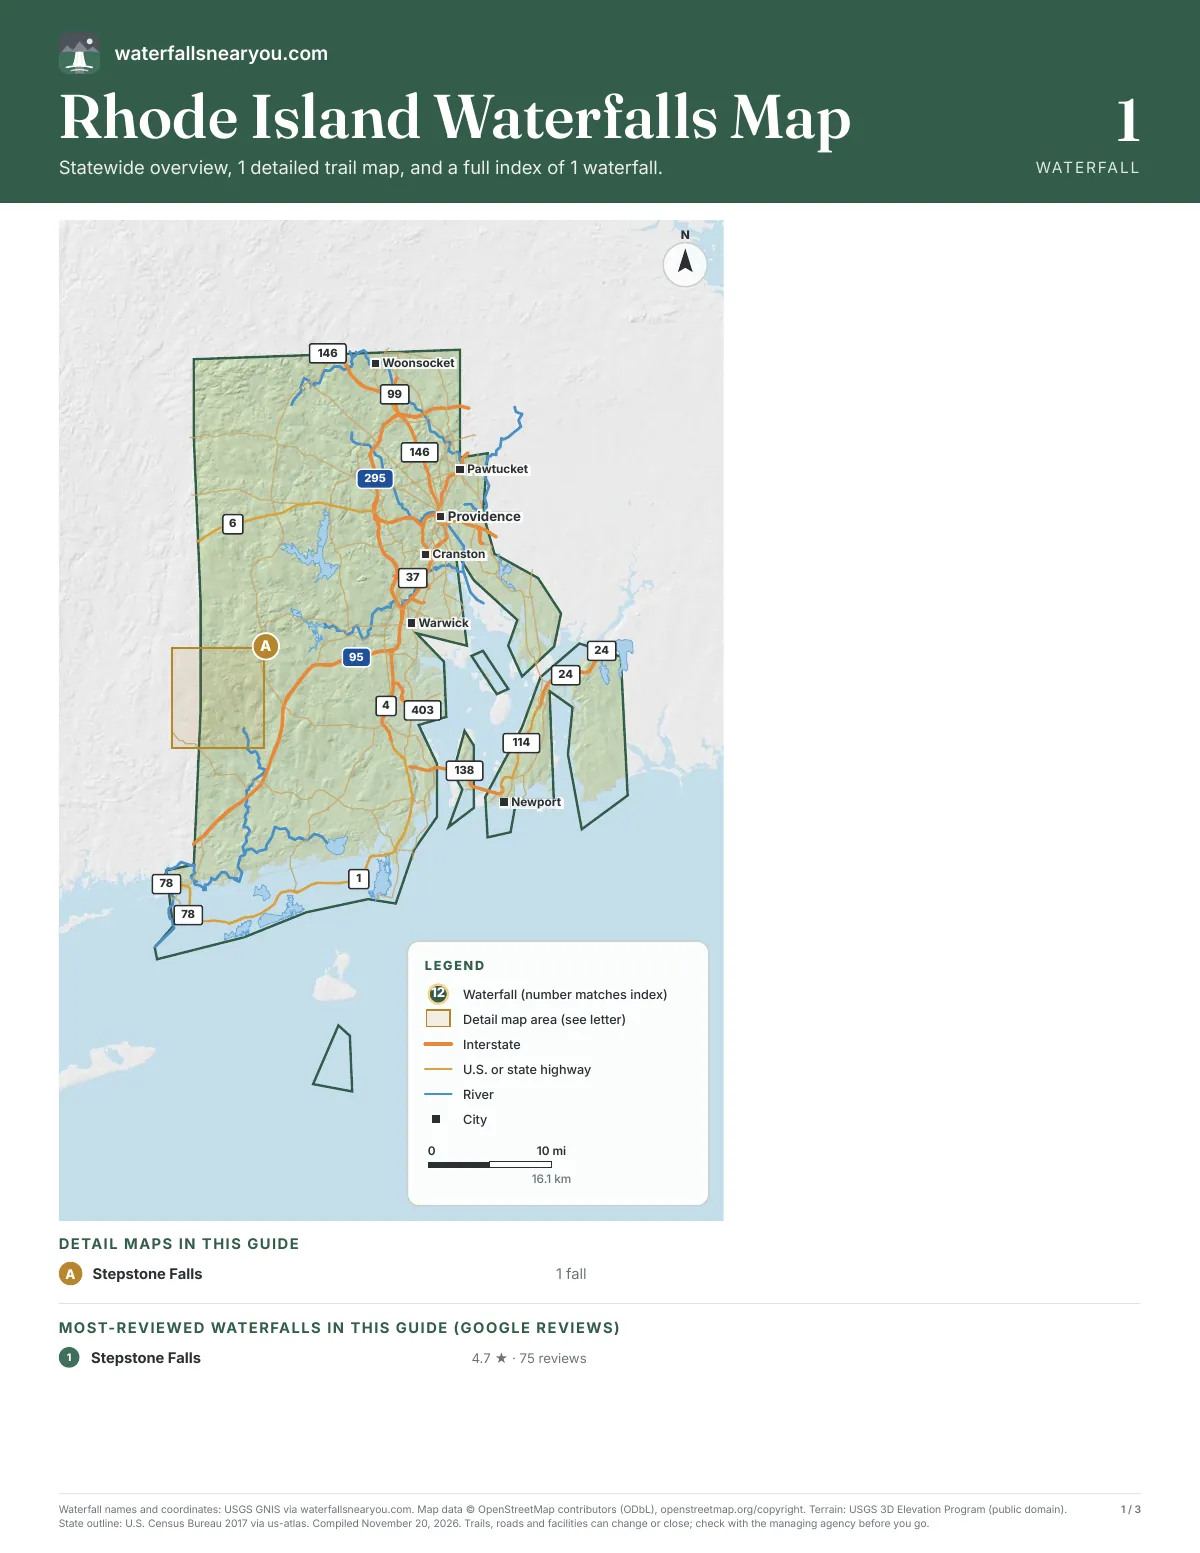 waterfallsnearyou.com
Rhode Island Waterfalls Map
1
Statewide overview, 1 detailed trail map, and a full index of 1 waterfall.
WATERFALL
N
146
Woonsocket
99
146
Pawtucket
295
Providence
6
Cranston
37
Warwick
A
95
24
24
4
403
114
138
Newport
78
1
78
LEGEND
12
Waterfall (number matches index)
Detail map area (see letter)
Interstate
U.S. or state highway
River
City
0 10 mi
16.1 km
DETAIL MAPS IN THIS GUIDE
A Stepstone Falls 1 fall
MOST-REVIEWED WATERFALLS IN THIS GUIDE (GOOGLE REVIEWS)
1 Stepstone Falls 4.7 ★ · 75 reviews
Waterfall names and coordinates: USGS GNIS via waterfallsnearyou.com. Map data © OpenStreetMap contributors (ODbL), openstreetmap.org/copyright. Terrain: USGS 3D Elevation Program (public domain). 1 / 3
State outline: U.S. Census Bureau 2017 via us-atlas. Compiled November 20, 2026. Trails, roads and facilities can change or close; check with the managing agency before you go.